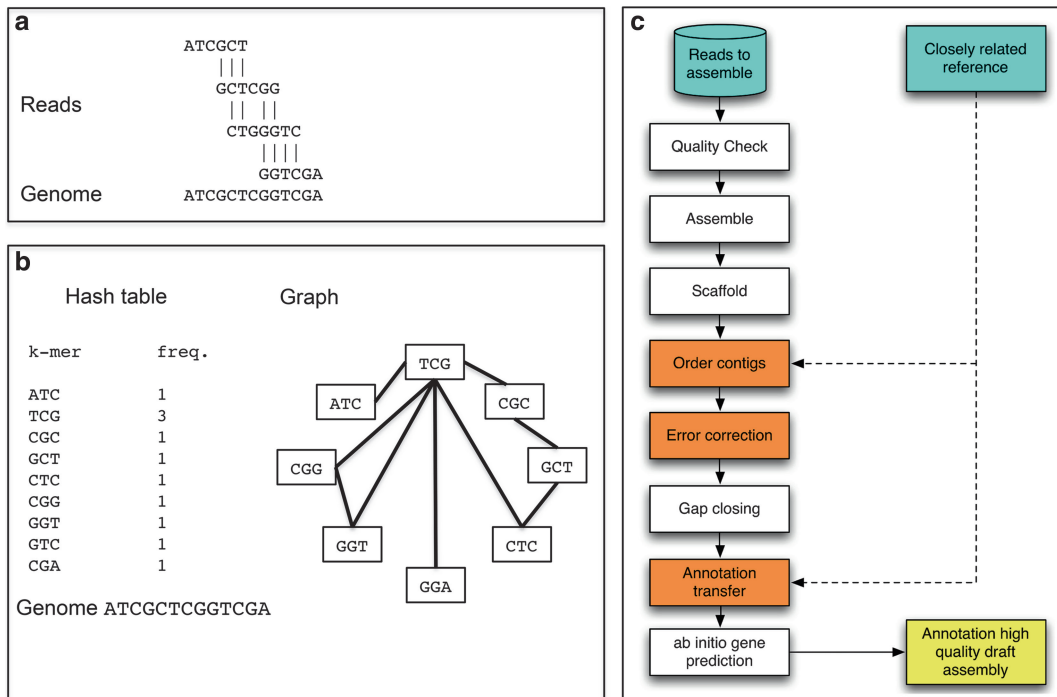 a
ATCGCT
GCTCGG
Reads
CTGGGTC
GGTCGA
Genome ATCGCTCGGTCGA
b
Hash table
Graph
k-mer freq.
ATC 1
TCG 3
CGC 1
GCT 1
CTC 1
CGG 1
GGT 1
GTC 1
CGA 1
TCG
ATC
CGC
CGG
GCT
GGT
CTC
GGA
Genome ATCGCTCGGTCGA
c
Reads to
assemble
Closely related
reference
Quality Check
Assemble
Scaffold
Order contigs
Error correction
Gap closing
Annotation
transfer
ab initio gene
prediction
Annotation high
quality draft
assembly